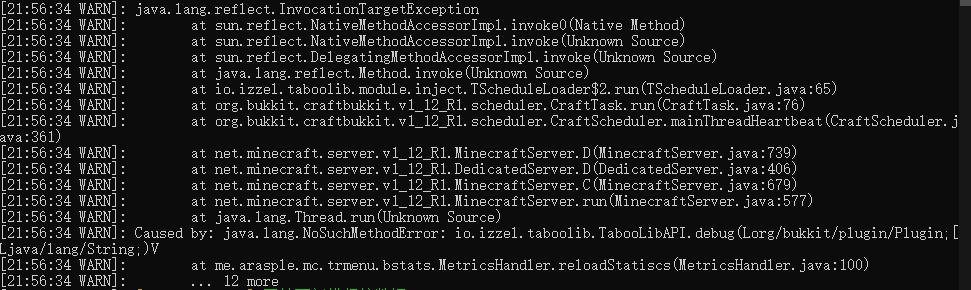 [21:56:34 WARN]: java.lang.reflect.InvocationTargetException
[21:56:34 WARN]:        at sun.reflect.NativeMethodAccessorImpl.invoke0(Native Method)
[21:56:34 WARN]:        at sun.reflect.NativeMethodAccessorImpl.invoke(Unknown Source)
[21:56:34 WARN]:        at sun.reflect.DelegatingMethodAccessorImpl.invoke(Unknown Source)
[21:56:34 WARN]:        at java.lang.reflect.Method.invoke(Unknown Source)
[21:56:34 WARN]:        at io.izzel.taboolib.module.inject.TScheduleLoader$2.run(TScheduleLoader.java:65)
[21:56:34 WARN]:        at org.bukkit.craftbukkit.v1_12_R1.scheduler.CraftTask.run(CraftTask.java:76)
[21:56:34 WARN]:        at org.bukkit.craftbukkit.v1_12_R1.scheduler.CraftScheduler.mainThreadHeartbeat(CraftScheduler.j
ava:361)
[21:56:34 WARN]:        at net.minecraft.server.v1_12_R1.MinecraftServer.D(MinecraftServer.java:739)
[21:56:34 WARN]:        at net.minecraft.server.v1_12_R1.DedicatedServer.D(DedicatedServer.java:406)
[21:56:34 WARN]:        at net.minecraft.server.v1_12_R1.MinecraftServer.C(MinecraftServer.java:679)
[21:56:34 WARN]:        at net.minecraft.server.v1_12_R1.MinecraftServer.run(MinecraftServer.java:577)
[21:56:34 WARN]:        at java.lang.Thread.run(Unknown Source)
[21:56:34 WARN]: Caused by: java.lang.NoSuchMethodError: io.izzel.taboolib.TabooLibAPI.debug(Lorg/bukkit/plugin/Plugin;[
Ljava/lang/String;)V
[21:56:34 WARN]:        at me.arasple.mc.trmenu.bstats.MetricsHandler.reloadStatiscs(MetricsHandler.java:100)
[21:56:34 WARN]:        ... 12 more